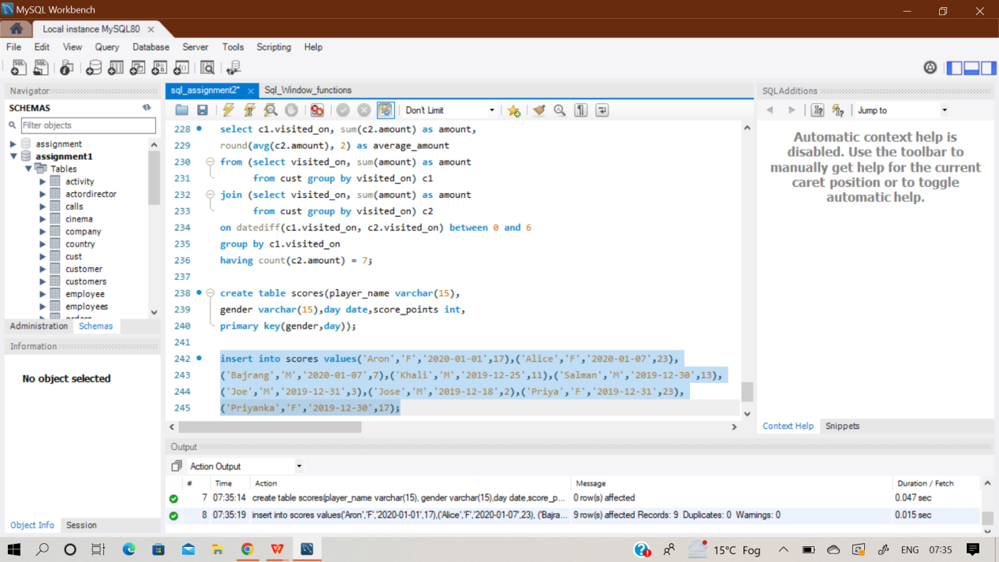 MySQL Workbench
Local instance MySQL80
File Edit View Query Database Server Tools Scripting Help
Navigator
SCHEMAS
Filter objects
assignment
assignment1
Tables
activity
actordirector
calls
cinema
company
country
cust
customer
customers
employee
employees
orders
Administration Schemas
Information
No object selected
Object Info Session
sql_assignment2* Sql_Window_functions
Don't Limit
228 select c1.visited_on, sum(c2.amount) as amount,
229 round(avg(c2.amount), 2) as average_amount
230 from (select visited_on, sum(amount) as amount
231 from cust group by visited_on) c1
232 join (select visited_on, sum(amount) as amount
233 from cust group by visited_on) c2
234 on datediff(c1.visited_on, c2.visited_on) between 0 and 6
235 group by c1.visited_on
236 having count(c2.amount) = 7;
237
238 create table scores(player_name varchar(15),
239 gender varchar(15),day date,score_points int,
240 primary key(gender,day));
241
242 insert into scores values('Aron','F','2020-01-01',17),('Alice','F','2020-01-07',23),
243 ('Bajrang','M','2020-01-07',7),('Khali','M','2019-12-25',11),('Salman','M','2019-12-30',13),
244 ('Joe','M','2019-12-31',3),('Jose','M','2019-12-18',2),('Priya','F','2019-12-31',23),
245 ('Priyanka','F','2019-12-30',17);
SQLAdditions
Jump to
Automatic context help is
disabled. Use the toolbar to
manually get help for the current
caret position or to toggle
automatic help.
Context Help Snippets
Output
Action Output
# Time Action Message Duration / Fetch
7 07:35:14 create table scores(player_name varchar(15), gender varchar(15),day date,score_p... 0 row(s) affected 0.047 sec
8 07:35:19 insert into scores values('Aron','F','2020-01-01',17),('Alice','F','2020-01-07',23), ('Bajra... 9 row(s) affected Records: 9 Duplicates: 0 Warnings: 0 0.015 sec
15°C Fog ENG 07:35